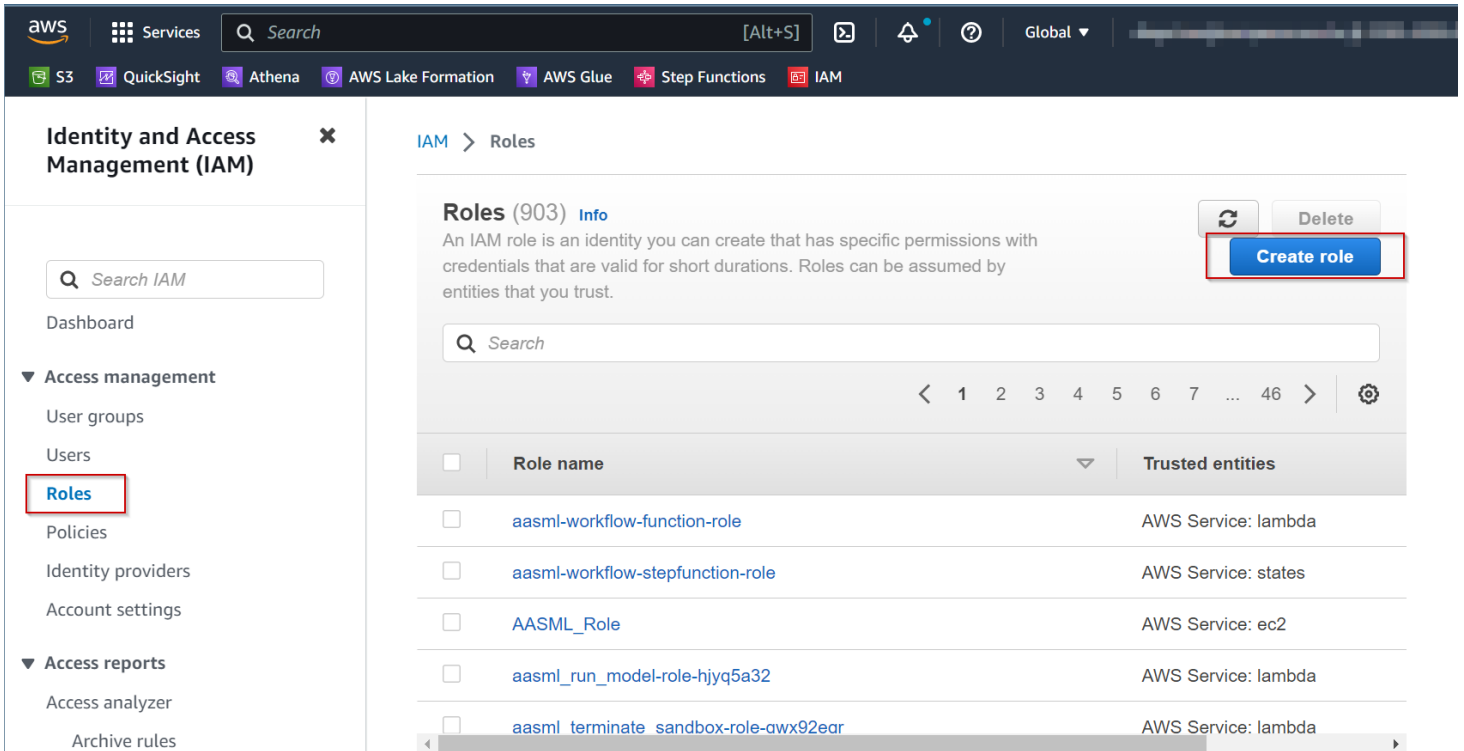 aws
Services
Search
[Alt+S]
Global
S3
QuickSight
Athena
AWS Lake Formation
AWS Glue
Step Functions
IAM
Identity and Access
Management (IAM)
Search IAM
Dashboard
Access management
User groups
Users
Roles
Policies
Identity providers
Account settings
Access reports
Access analyzer
Archive rules
IAM > Roles
Roles (903) Info
An IAM role is an identity you can create that has specific permissions with
credentials that are valid for short durations. Roles can be assumed by
entities that you trust.
Delete
Create role
Search
1 2 3 4 5 6 7 ... 46
Role name Trusted entities
aasml-workflow-function-role AWS Service: lambda
aasml-workflow-stepfunction-role AWS Service: states
AASML_Role AWS Service: ec2
aasml_run_model-role-hjyq5a32 AWS Service: lambda
aasml_terminate_sandbox-role-qwx92eqr AWS Service: lambda